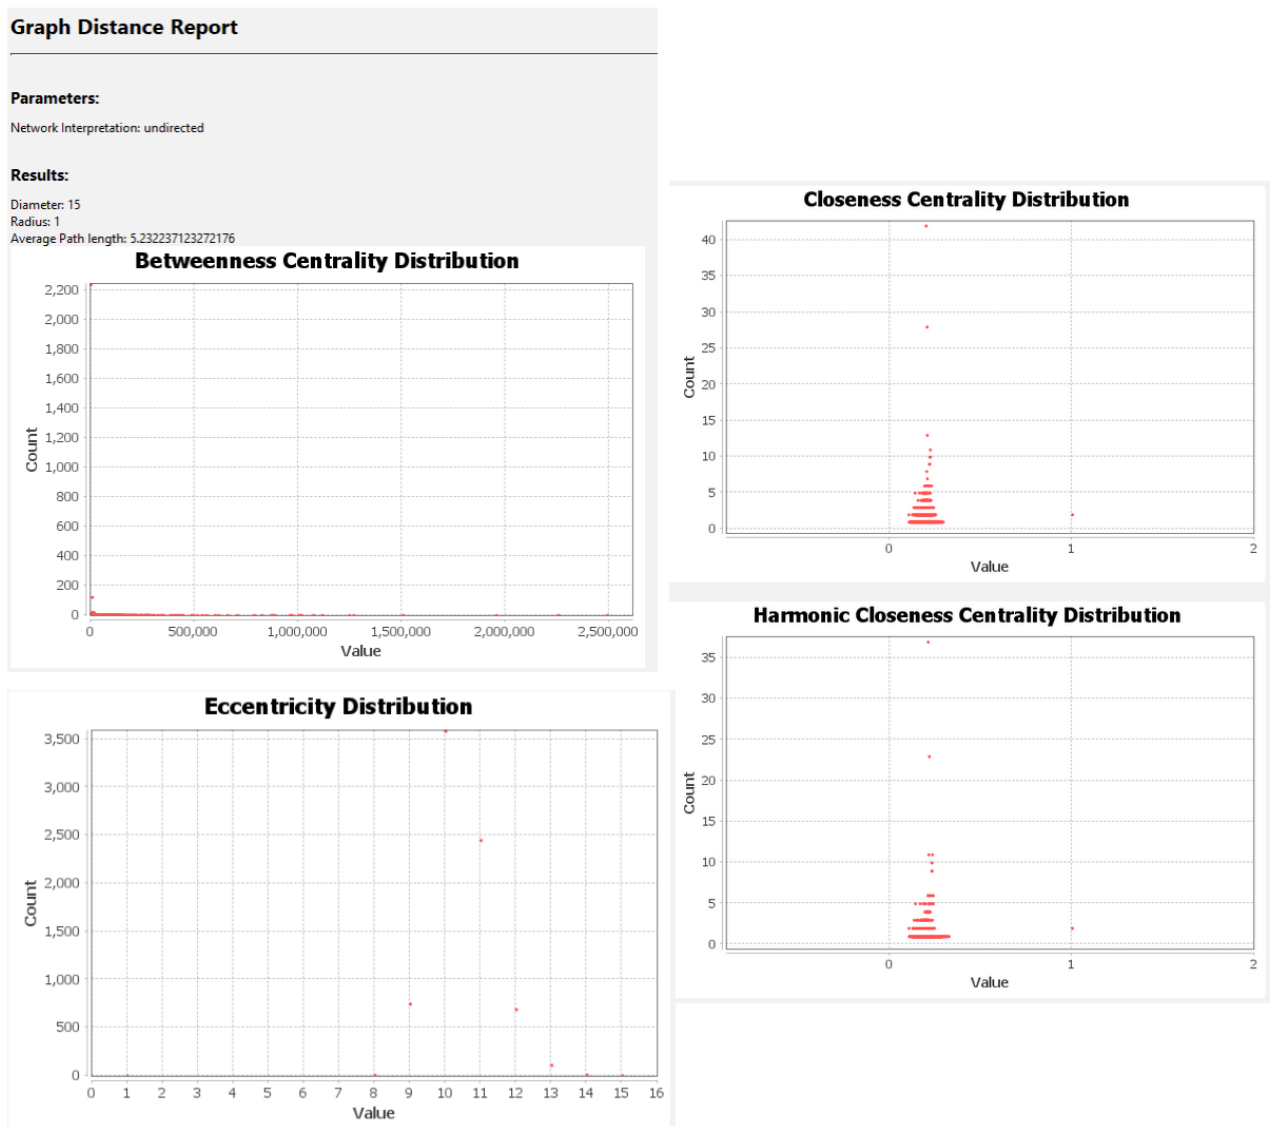 Graph Distance Report
Parameters:
Network Interpretation: undirected
Results:
Diameter: 15
Radius: 1
Average Path length: 5.232237123272176
Betweenness Centrality Distribution
2,200
2,000
1,800
1,600
1,400
1,200
1,000
800
600
400
200
0
Count
0 500,000 1,000,000 1,500,000 2,000,000 2,500,000
Value
Closeness Centrality Distribution
40
35
30
25
20
15
10
5
0
Count
0 1 2
Value
Harmonic Closeness Centrality Distribution
35
30
25
20
15
10
5
0
Count
0 1 2
Value
Eccentricity Distribution
3,500
3,000
2,500
2,000
1,500
1,000
500
0
Count
0 1 2 3 4 5 6 7 8 9 10 11 12 13 14 15 16
Value